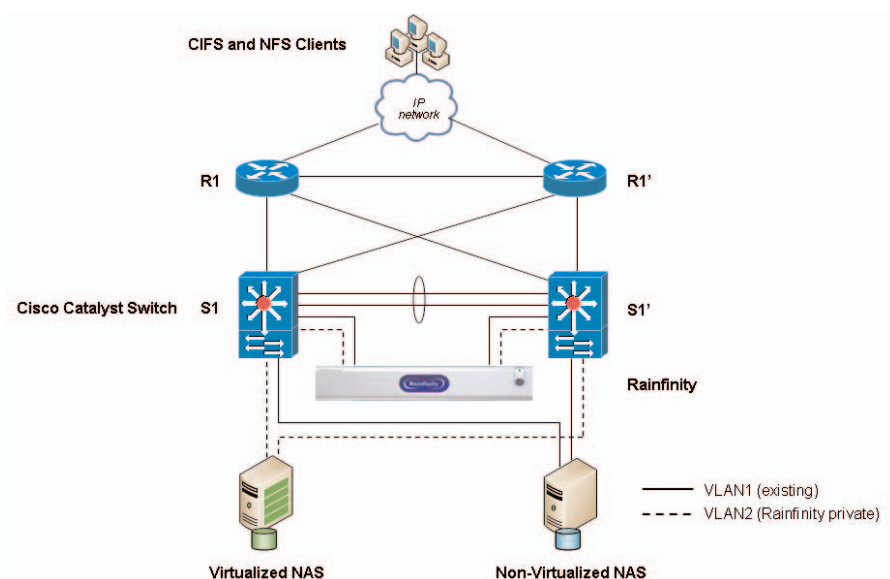 CIFS and NFS Clients
IP
network
R1
R1’
Cisco Catalyst Switch
S1
S1’
Rainfinity
Rainfinity
VLAN1 (existing)
VLAN2 (Rainfinity private)
Virtualized NAS
Non-Virtualized NAS